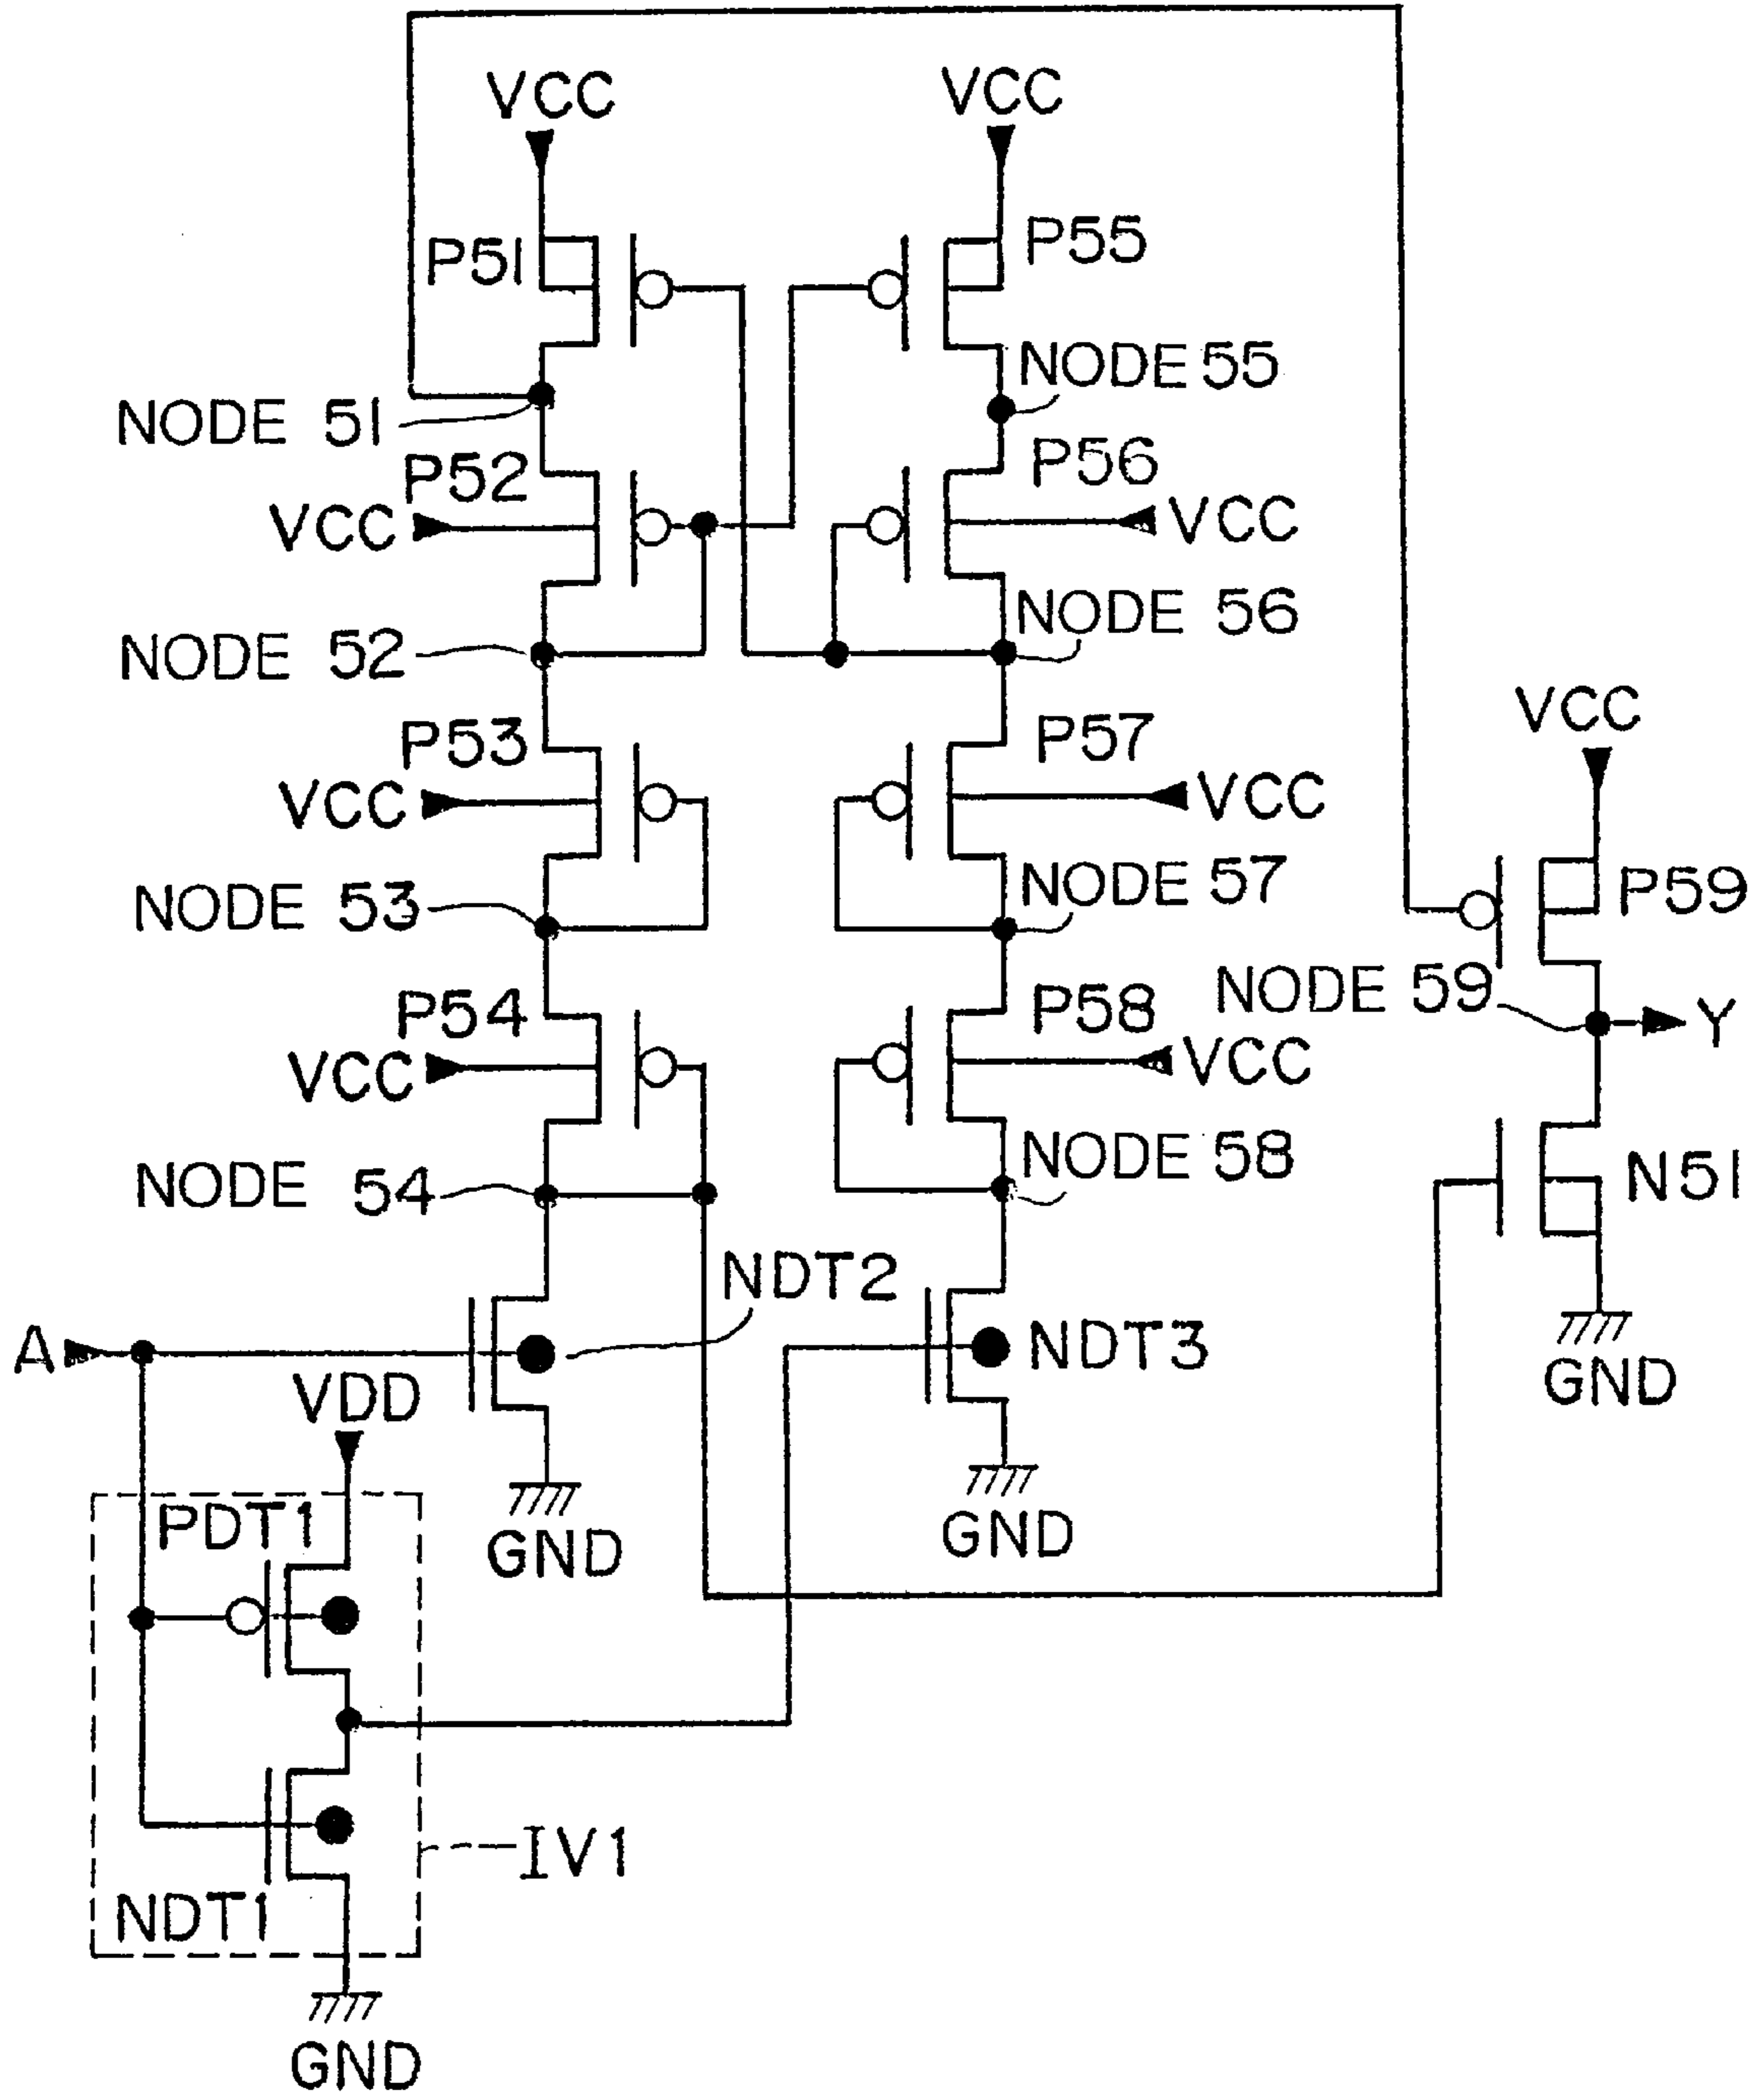 VCC VCC
P51 P55
NODE 51 NODE 55
P52 P56
VCC VCC
NODE 52 NODE 56
P53 P57
VCC VCC
VCC
NODE 53 NODE 57
P59
P54 P58
NODE 59
Y
VCC VCC
NODE 54 NODE 58
N51
NDT2
A NDT3
VDD
GND
PDT1
GND GND
IV1
NDT1
GND